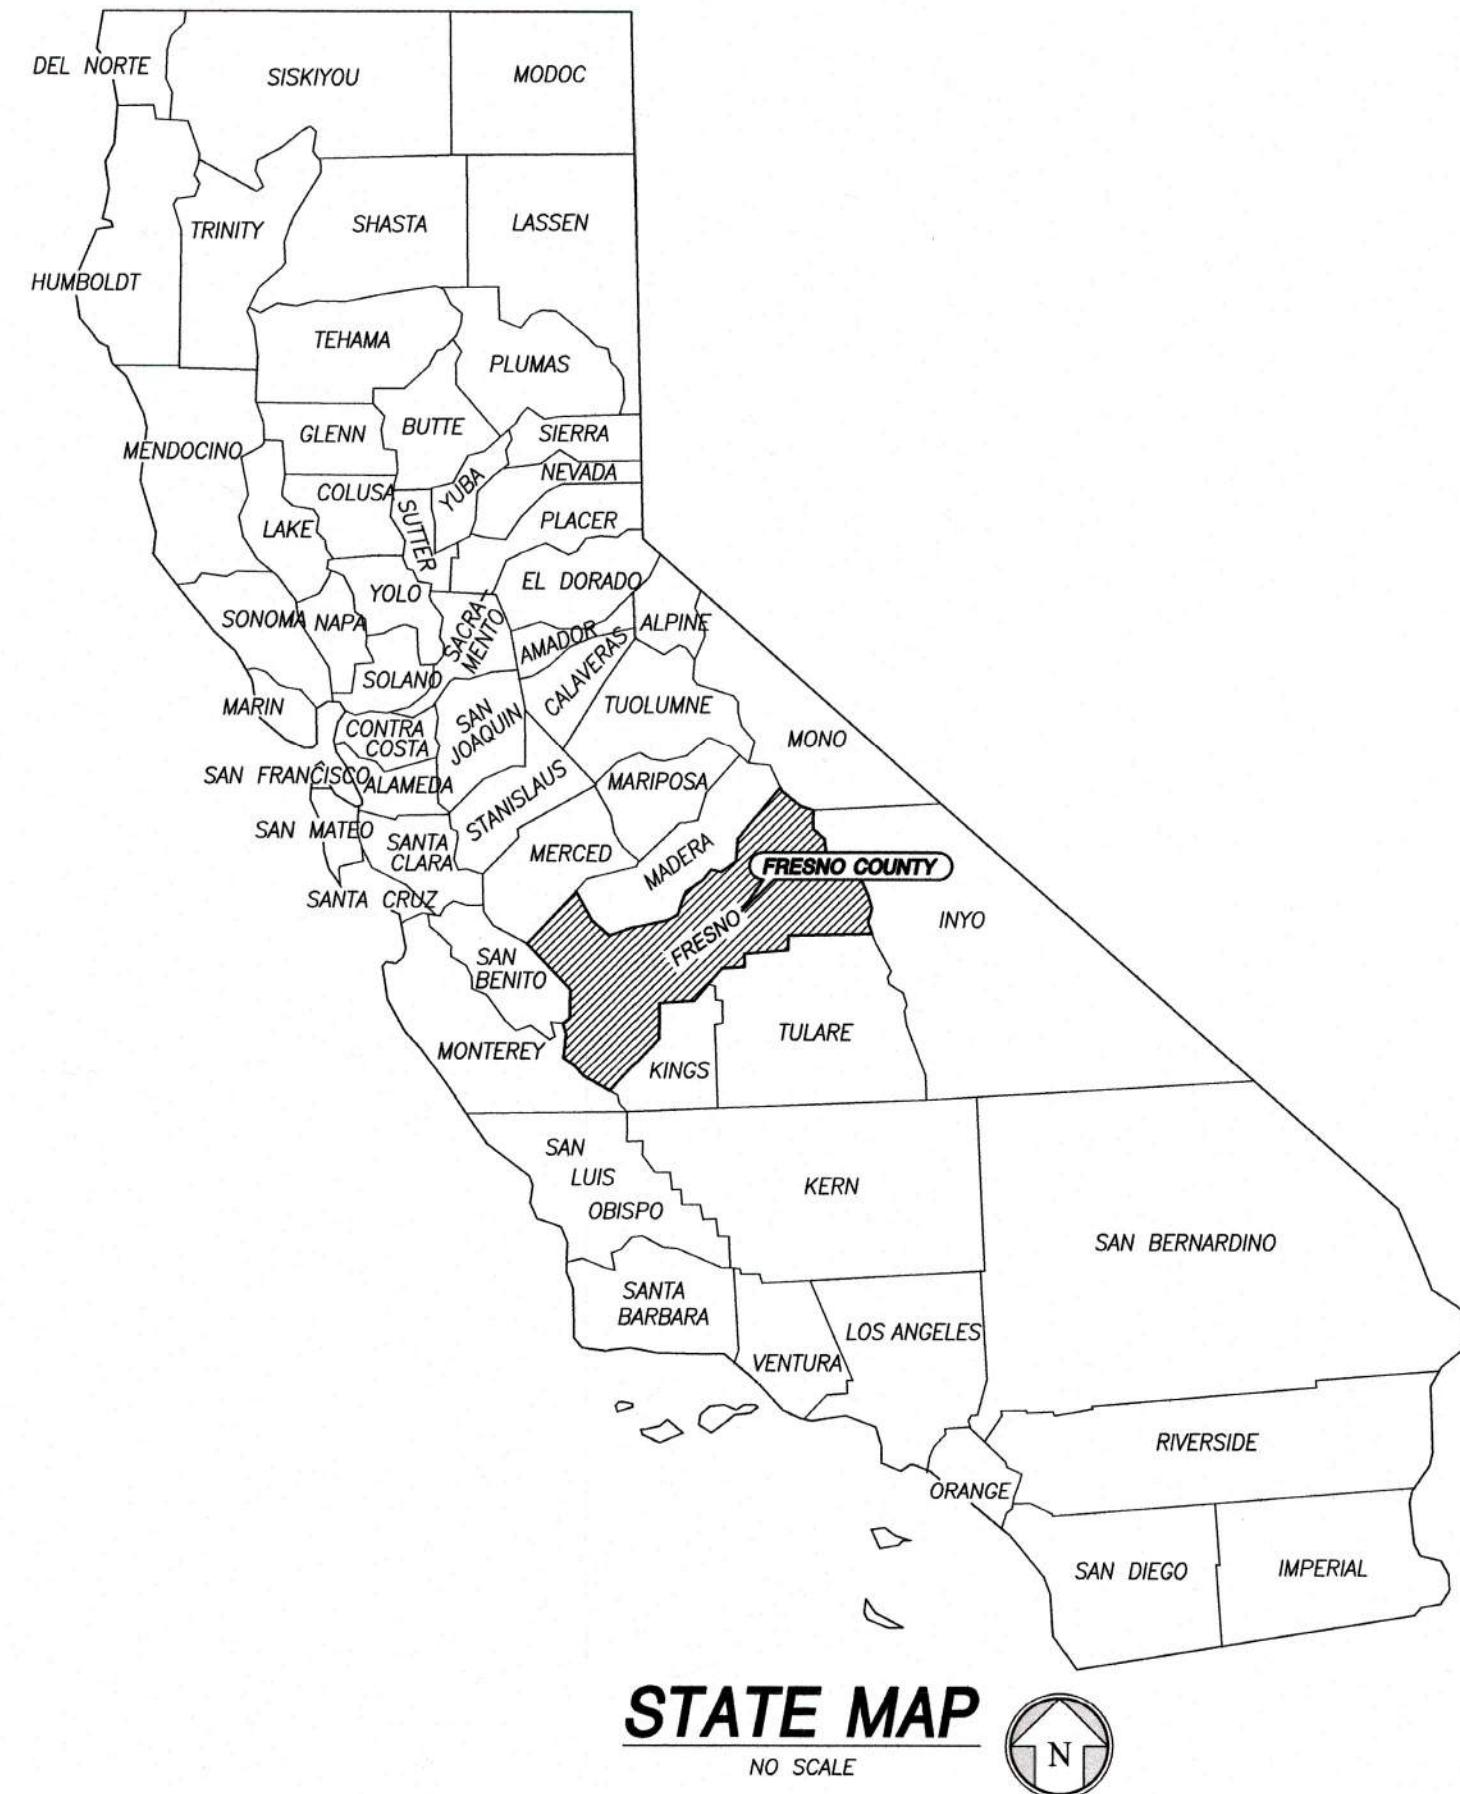 DEL NORTE
SISKIYOU
MODOC
TRINITY
SHASTA
LASSEN
HUMBOLDT
TEHAMA
PLUMAS
MENDOCINO
GLENN
BUTTE
SIERRA
COLUSA
YUBA
NEVADA
LAKE
SUTTER
PLACER
YOLO
EL DORADO
SONOMA
NAPA
SACRA-
MENTO
AMADOR
ALPINE
SOLANO
CALAVERAS
MARIN
CONTRA
COSTA
SAN
JOAQUIN
TUOLUMNE
MONO
SAN FRANCISCO
ALAMEDA
STANISLAUS
MARIPOSA
SAN MATEO
SANTA
CLARA
MERCED
MADERA
FRESNO COUNTY
SANTA CRUZ
FRESNO
INYO
SAN
BENITO
MONTEREY
KINGS
TULARE
SAN
LUIS
OBISPO
KERN
SAN BERNARDINO
SANTA
BARBARA
VENTURA
LOS ANGELES
RIVERSIDE
ORANGE
SAN DIEGO
IMPERIAL
STATE MAP
NO SCALE
N